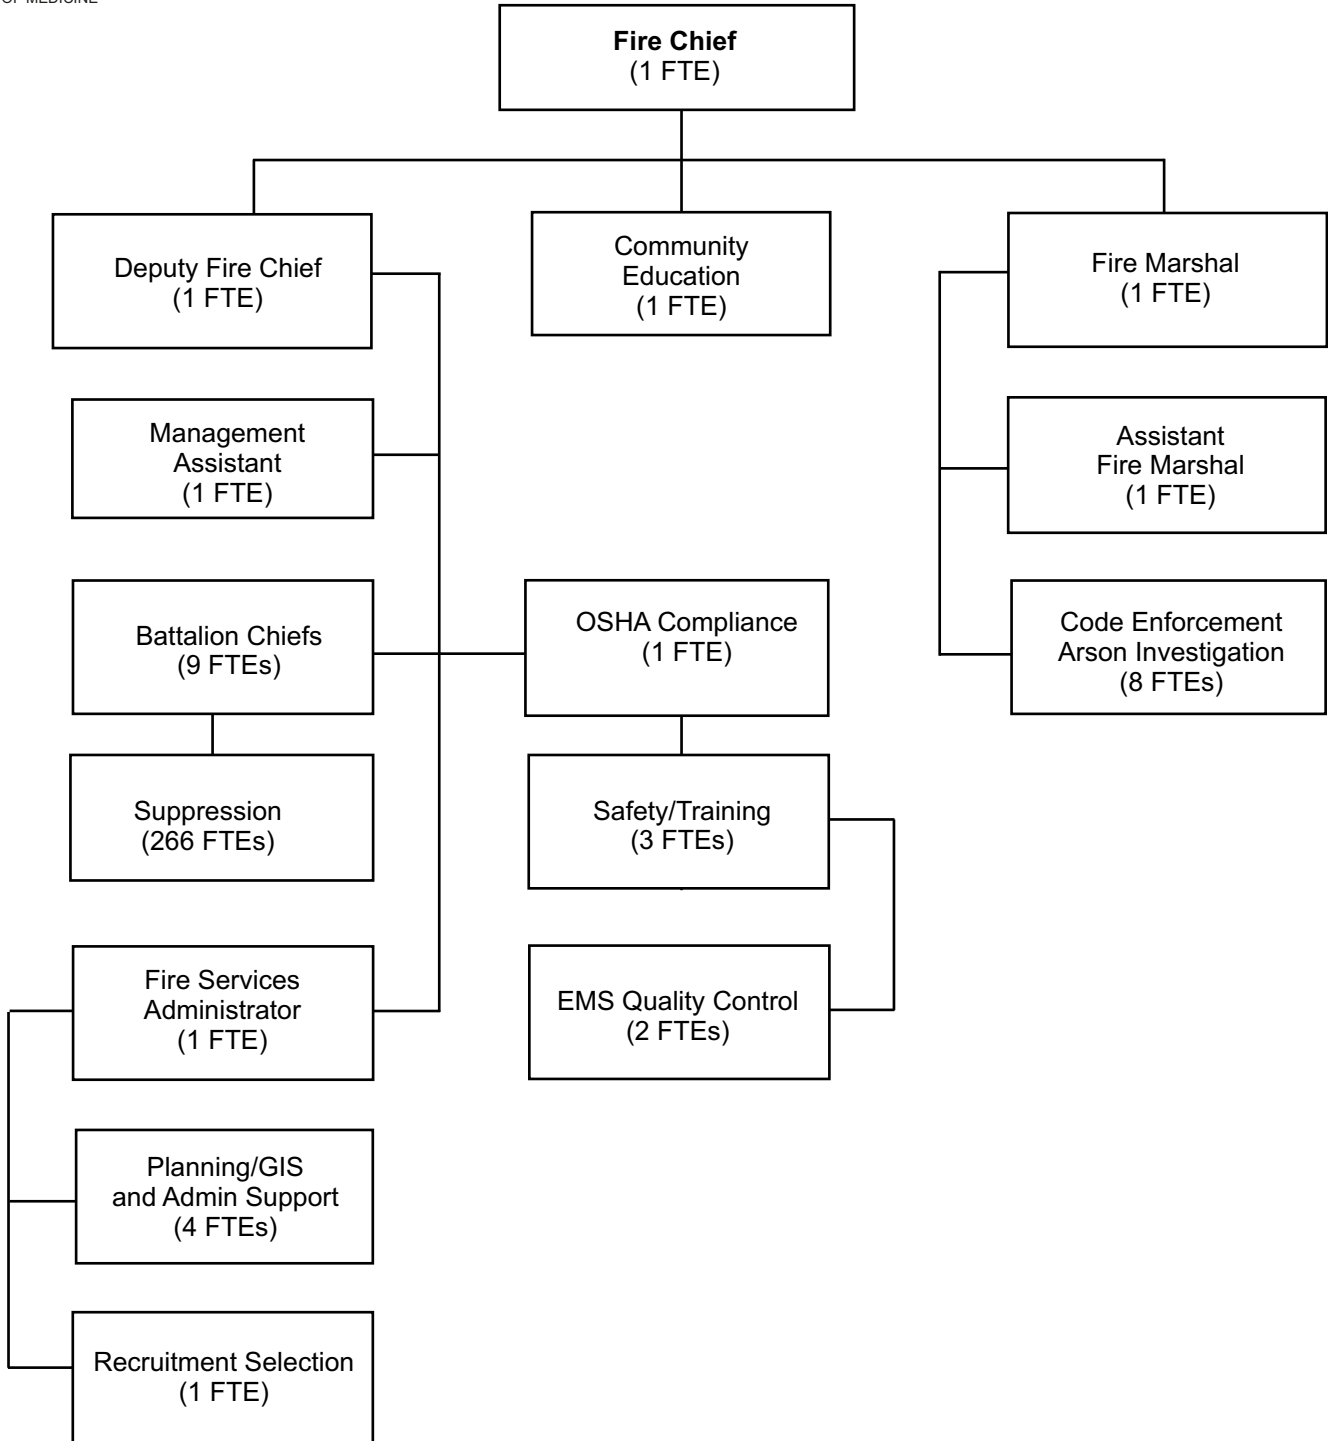 OF MEDICINE
Fire Chief
(1 FTE)
Deputy Fire Chief
(1 FTE)
Community
Education
(1 FTE)
Fire Marshal
(1 FTE)
Management
Assistant
(1 FTE)
Assistant
Fire Marshal
(1 FTE)
Battalion Chiefs
(9 FTEs)
OSHA Compliance
(1 FTE)
Code Enforcement
Arson Investigation
(8 FTEs)
Suppression
(266 FTEs)
Safety/Training
(3 FTEs)
Fire Services
Administrator
(1 FTE)
EMS Quality Control
(2 FTEs)
Planning/GIS
and Admin Support
(4 FTEs)
Recruitment Selection
(1 FTE)